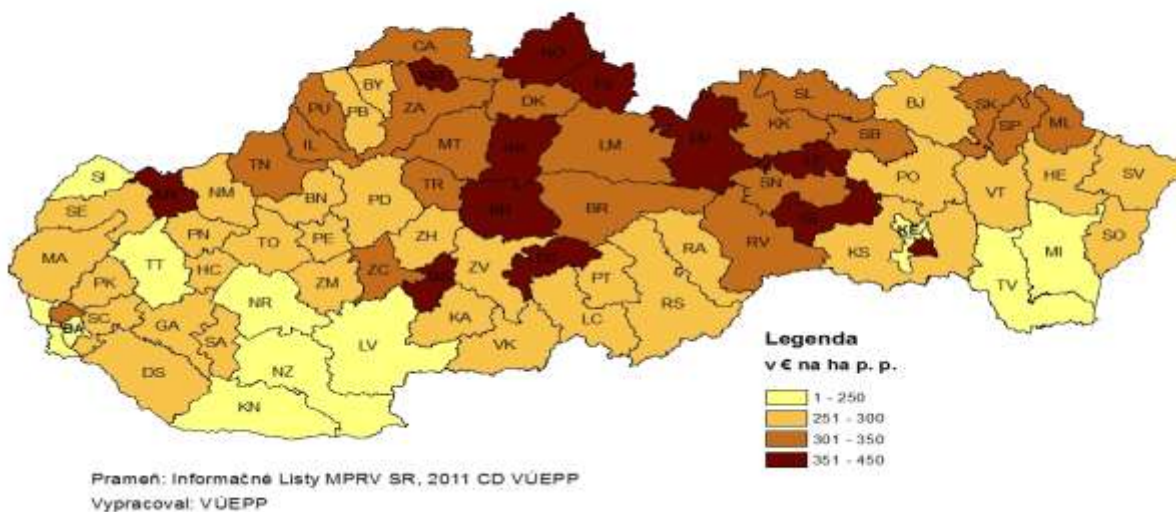 CA
BY
PU
PB
ZA
DK
SL
BJ
SK
KK
SP
ML
IL
MT
LM
SB
TN
SI
NM
BN
PD
TR
BR
SN
PO
VT
HE
SV
SE
PN
TO
PE
ZH
RA
RV
KE
SO
MA
TT
HC
ZC
ZV
PT
KS
MI
PK
ZM
NR
RS
TV
BA
SC
GA
SA
LV
KA
LC
VK
DS
NZ
KN
Legenda
v € na ha p. p.
1 - 250
251 - 300
301 - 350
351 - 450
Prameň: Informačné Listy MPRV SR, 2011 CD VÚEPP
Vypracoval: VÚEPP